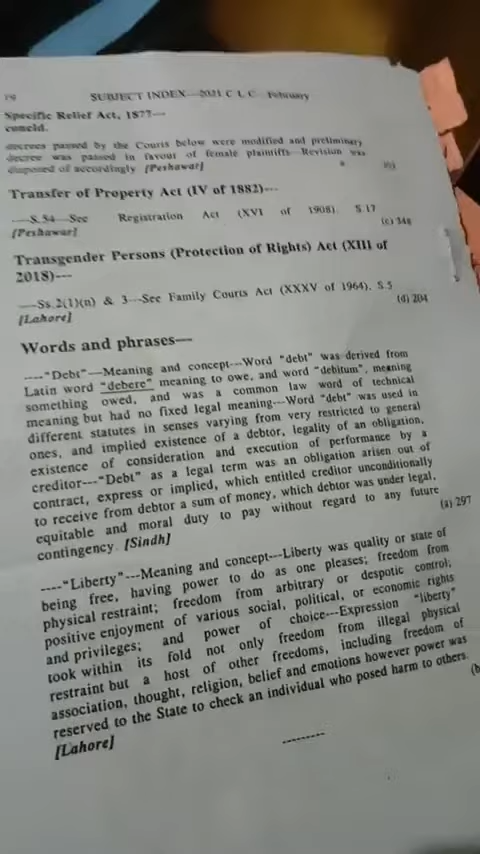 SUBJECT INDEX—2021 C L C February
Specific Relief Act, 1877—
concld.
decrees passed by the Courts below were modified and preliminary
decree was passed in favour of female plaintiffs—Revision was
disposed of accordingly [Peshawar]
Transfer of Property Act (IV of 1882)---
—S.54—See Registration Act (XVI of 1908), S.17
[Peshawar] (c) 348
Transgender Persons (Protection of Rights) Act (XIII of
2018)---
—Ss.2(1)(n) & 3—See Family Courts Act (XXXV of 1964), S.5
[Lahore] (d) 204
Words and phrases—
----"Debt"—Meaning and concept---Word "debt" was derived from
Latin word "debere" meaning to owe, and word "debitum", meaning
something owed, and was a common law word of technical
meaning but had no fixed legal meaning---Word "debt" was used in
different statutes in senses varying from very restricted to general
ones, and implied existence of a debtor, legality of an obligation,
existence of consideration and execution of performance by a
creditor---"Debt" as a legal term was an obligation arisen out of
contract, express or implied, which entitled creditor unconditionally
to receive from debtor a sum of money, which debtor was under legal,
equitable and moral duty to pay without regard to any future
contingency. [Sindh] (a) 297
----"Liberty"---Meaning and concept---Liberty was quality or state of
being free, having power to do as one pleases; freedom from
physical restraint; freedom from arbitrary or despotic control;
positive enjoyment of various social, political, or economic rights
and privileges; and power of choice---Expression "liberty"
took within its fold not only freedom from illegal physical
restraint but a host of other freedoms, including freedom of
association, thought, religion, belief and emotions however power was
reserved to the State to check an individual who posed harm to others.
[Lahore] (b